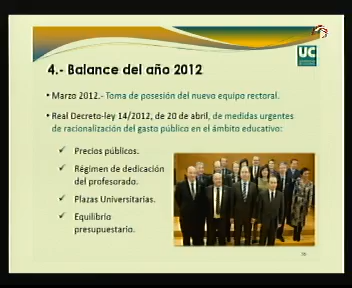 UC
4.- Balance del año 2012
• Marzo 2012.- Toma de posesión del nuevo equipo rectoral.
• Real Decreto-ley 14/2012, de 20 de abril, de medidas urgentes
de racionalización del gasto público en el ámbito educativo:
✓ Precios públicos.
✓ Régimen de dedicación
del profesorado.
✓ Plazas Universitarias.
✓ Equilibrio
presupuestario.